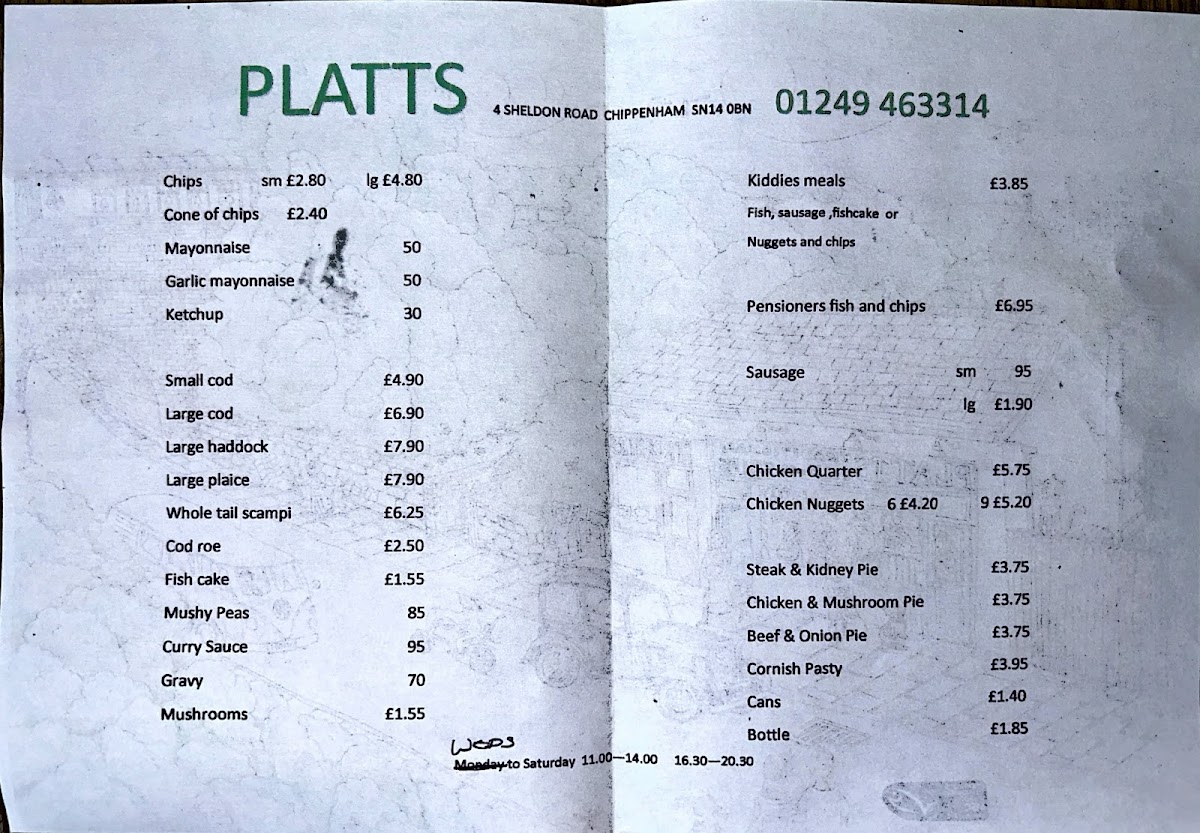 PLATTS 4 SHELDON ROAD CHIPPENHAM SN14 0BN 01249 463314
Chips sm £2.80 lg £4.80
Cone of chips £2.40
Mayonnaise 50
Garlic mayonnaise 50
Ketchup 30
Small cod £4.90
Large cod £6.90
Large haddock £7.90
Large plaice £7.90
Whole tail scampi £6.25
Cod roe £2.50
Fish cake £1.55
Mushy Peas 85
Curry Sauce 95
Gravy 70
Mushrooms £1.55
Kiddies meals £3.85
Fish, sausage ,fishcake or
Nuggets and chips
Pensioners fish and chips £6.95
Sausage sm 95
lg £1.90
Chicken Quarter £5.75
Chicken Nuggets 6 £4.20 9 £5.20
Steak & Kidney Pie £3.75
Chicken & Mushroom Pie £3.75
Beef & Onion Pie £3.75
Cornish Pasty £3.95
Cans £1.40
Bottle £1.85
WEDS
Monday to Saturday 11.00—14.00 16.30—20.30